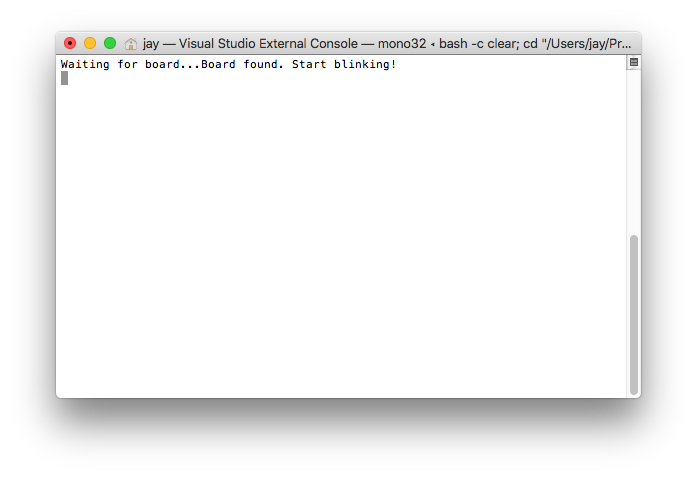 jay — Visual Studio External Console — mono32 ◂ bash -c clear; cd "/Users/jay/Pr...
Waiting for board...Board found. Start blinking!